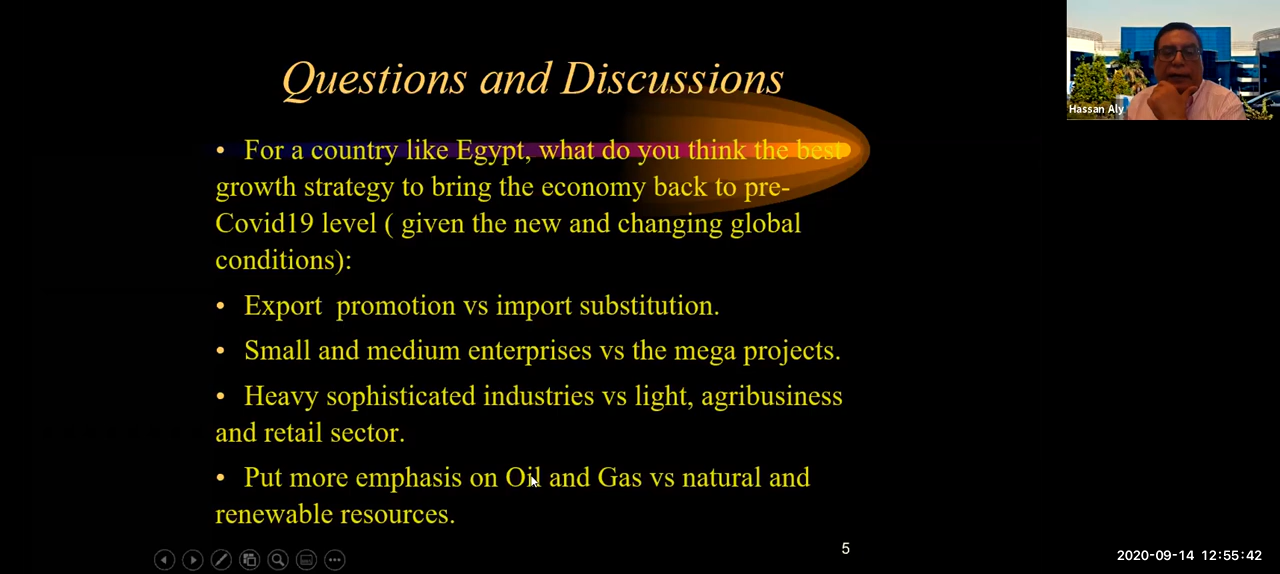 Questions and Discussions
Hassan Aly
• For a country like Egypt, what do you think the best
growth strategy to bring the economy back to pre-
Covid19 level ( given the new and changing global
conditions):
• Export  promotion vs import substitution.
• Small and medium enterprises vs the mega projects.
• Heavy sophisticated industries vs light, agribusiness
and retail sector.
• Put more emphasis on Oil and Gas vs natural and
renewable resources.
5
2020-09-14 12:55:42